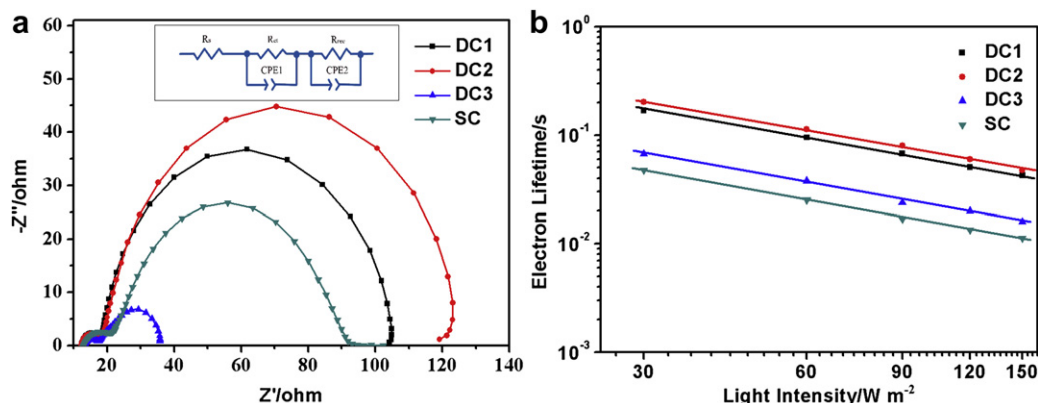 a
60
50
40
30
20
10
0
-Z''/ohm
20 40 60 80 100 120 140
Z'/ohm
Rs Rct Rrec
CPE1 CPE2
DC1
DC2
DC3
SC
b
10⁰
10⁻¹
10⁻²
10⁻³
Electron Lifetime/s
30 60 90 120 150
Light Intensity/W m⁻²
DC1
DC2
DC3
SC